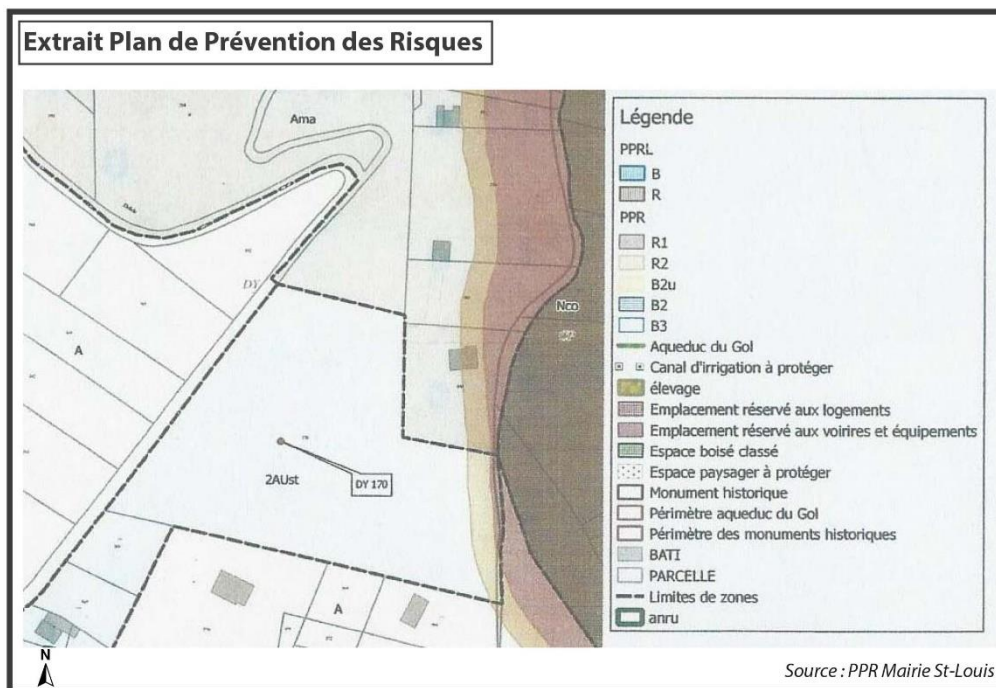 Extrait Plan de Prévention des Risques
Ama
DY
Nco
A
2AUst
DY 170
A
N
Légende
PPRL
B
R
PPR
R1
R2
B2u
B2
B3
Aqueduc du Gol
Canal d'irrigation à protéger
élevage
Emplacement réservé aux logements
Emplacement réservé aux voirires et équipements
Espace boisé classé
Espace paysager à protéger
Monument historique
Périmètre aqueduc du Gol
Périmètre des monuments historiques
BATI
PARCELLE
Limites de zones
anru
Source : PPR Mairie St-Louis